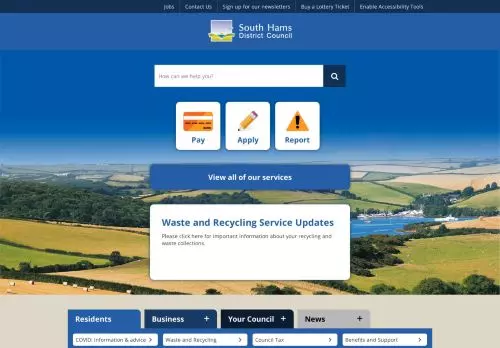 Jobs
Contact Us
Sign up for our newsletters
Buy a Lottery Ticket
Enable Accessibility Tools
South Hams
District Council
How can we help you?
Pay
Apply
Report
View all of our services
Waste and Recycling Service Updates
Please click here for important information about your recycling and
waste collections.
Residents
Business +
Your Council +
News +
COVID: Information & advice
Waste and Recycling
Council Tax
Benefits and Support